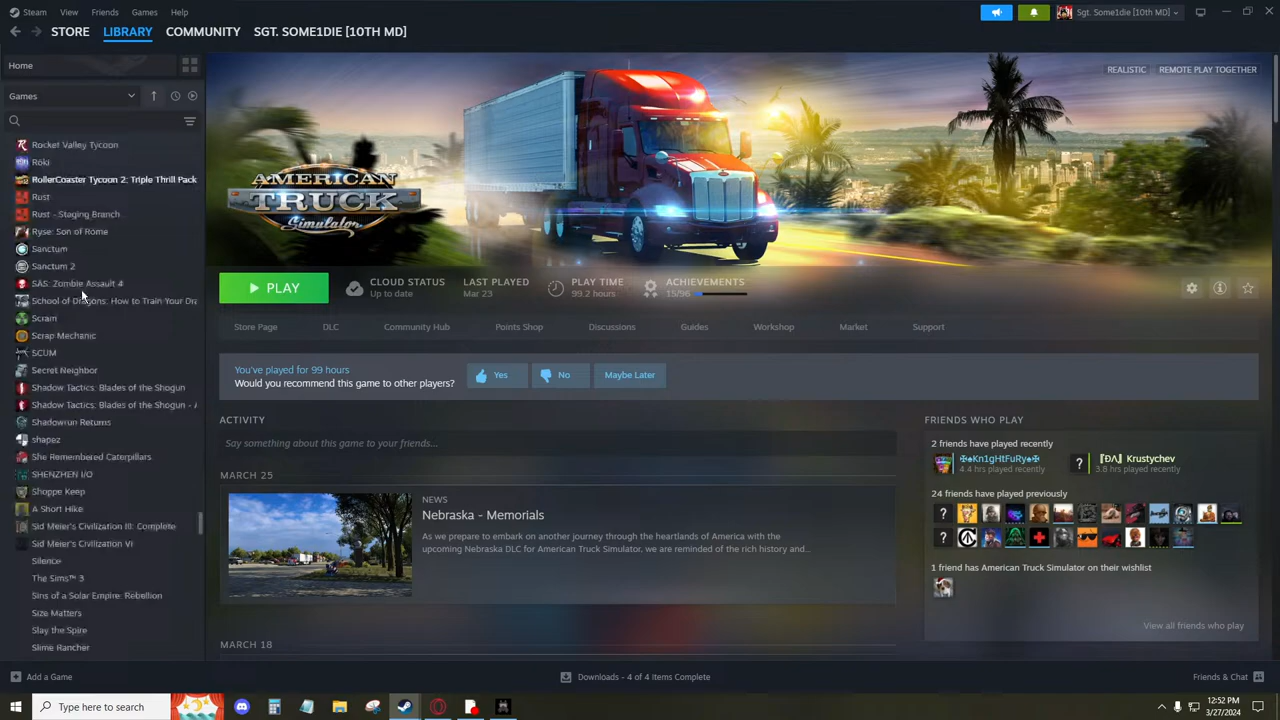 Steam View Friends Games Help
Sgt. Some1die [10th MD]
STORE LIBRARY COMMUNITY SGT. SOME1DIE [10TH MD]
Home
REALISTIC REMOTE PLAY TOGETHER
Games
Rocket Valley Tycoon
Röki
RollerCoaster Tycoon 2: Triple Thrill Pack
Rust
Rust - Staging Branch
Ryse: Son of Rome
Sanctum
Sanctum 2
SAS: Zombie Assault 4
School of Dragons: How to Train Your Dra
Scram
Scrap Mechanic
SCUM
Secret Neighbor
Shadow Tactics: Blades of the Shogun
Shadow Tactics: Blades of the Shogun - A
Shadowrun Returns
shapez
She Remembered Caterpillars
SHENZHEN I/O
Shoppe Keep
A Short Hike
Sid Meier's Civilization III: Complete
Sid Meier's Civilization VI
Silence
The Sims™ 3
Sins of a Solar Empire: Rebellion
Size Matters
Slay the Spire
Slime Rancher
AMERICAN
TRUCK
Simulator
PLAY
CLOUD STATUS
Up to date
LAST PLAYED
Mar 23
PLAY TIME
99.2 hours
ACHIEVEMENTS
15/96
Store Page DLC Community Hub Points Shop Discussions Guides Workshop Market Support
You've played for 99 hours
Would you recommend this game to other players?
Yes No Maybe Later
ACTIVITY
Say something about this game to your friends...
MARCH 25
NEWS
Nebraska - Memorials
As we prepare to embark on another journey through the heartlands of America with the
upcoming Nebraska DLC for American Truck Simulator. we are reminded of the rich history and...
MARCH 18
FRIENDS WHO PLAY
2 friends have played recently
✠♠Kn1gHtFuRy♠✠
4.4 hrs played recently
?
『ÐΛ』 Krustychev
3.8 hrs played recently
24 friends have played previously
?
?
1 friend has American Truck Simulator on their wishlist
View all friends who play
Add a Game
Downloads - 4 of 4 Items Complete
Friends & Chat
Type here to search
12:52 PM
3/27/2024